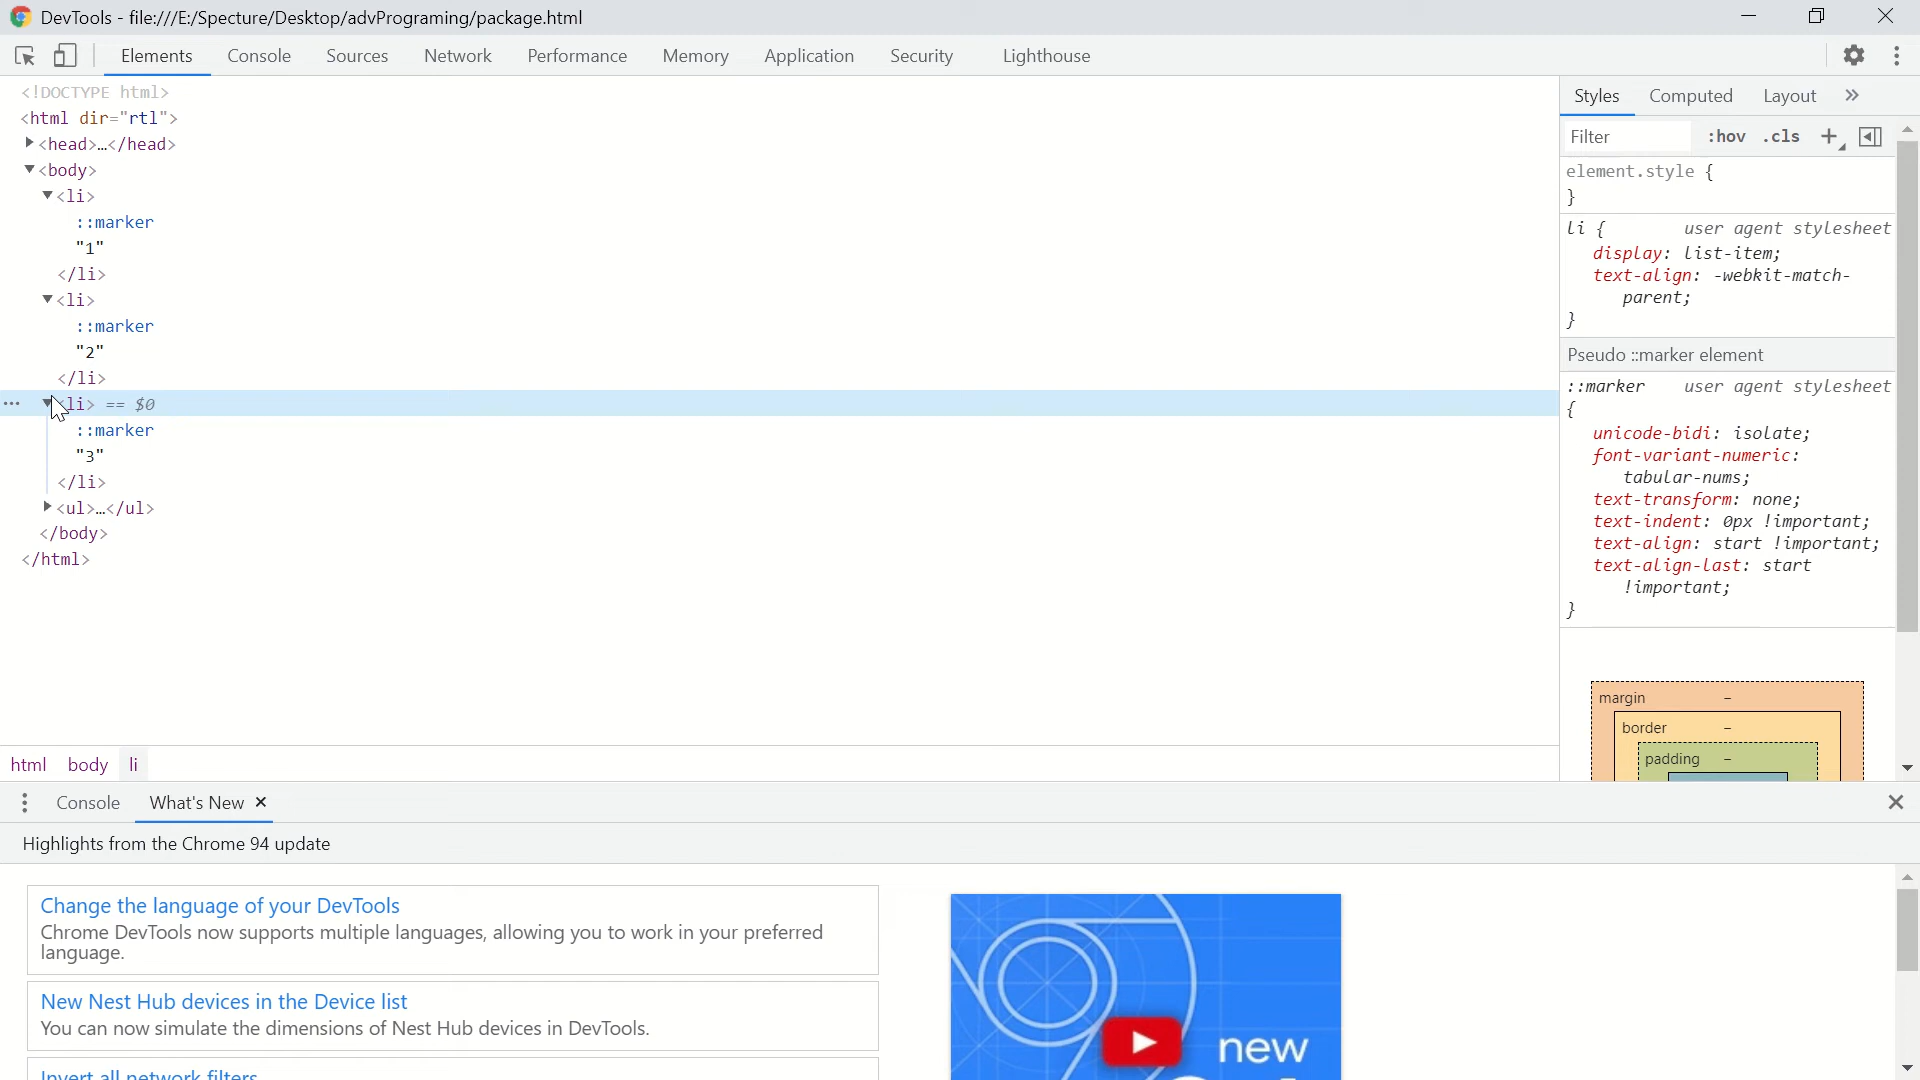 DevTools - file:///E:/Specture/Desktop/advPrograming/package.html
Elements Console Sources Network Performance Memory Application Security Lighthouse
<!DOCTYPE html>
<html dir="rtl">
<head>…</head>
<body>
<li>
::marker
"1"
</li>
<li>
::marker
"2"
</li>
… li> == $0
::marker
"3"
</li>
<ul>…</ul>
</body>
</html>
html body li
Styles Computed Layout »
Filter :hov .cls +
element.style {
}
li { user agent stylesheet
display: list-item;
text-align: -webkit-match-
parent;
}
Pseudo ::marker element
::marker user agent stylesheet
{
unicode-bidi: isolate;
font-variant-numeric:
tabular-nums;
text-transform: none;
text-indent: 0px !important;
text-align: start !important;
text-align-last: start
!important;
}
margin –
border –
padding –
Console What's New ×
Highlights from the Chrome 94 update
Change the language of your DevTools
Chrome DevTools now supports multiple languages, allowing you to work in your preferred
language.
New Nest Hub devices in the Device list
You can now simulate the dimensions of Nest Hub devices in DevTools.
Invert all network filters
new